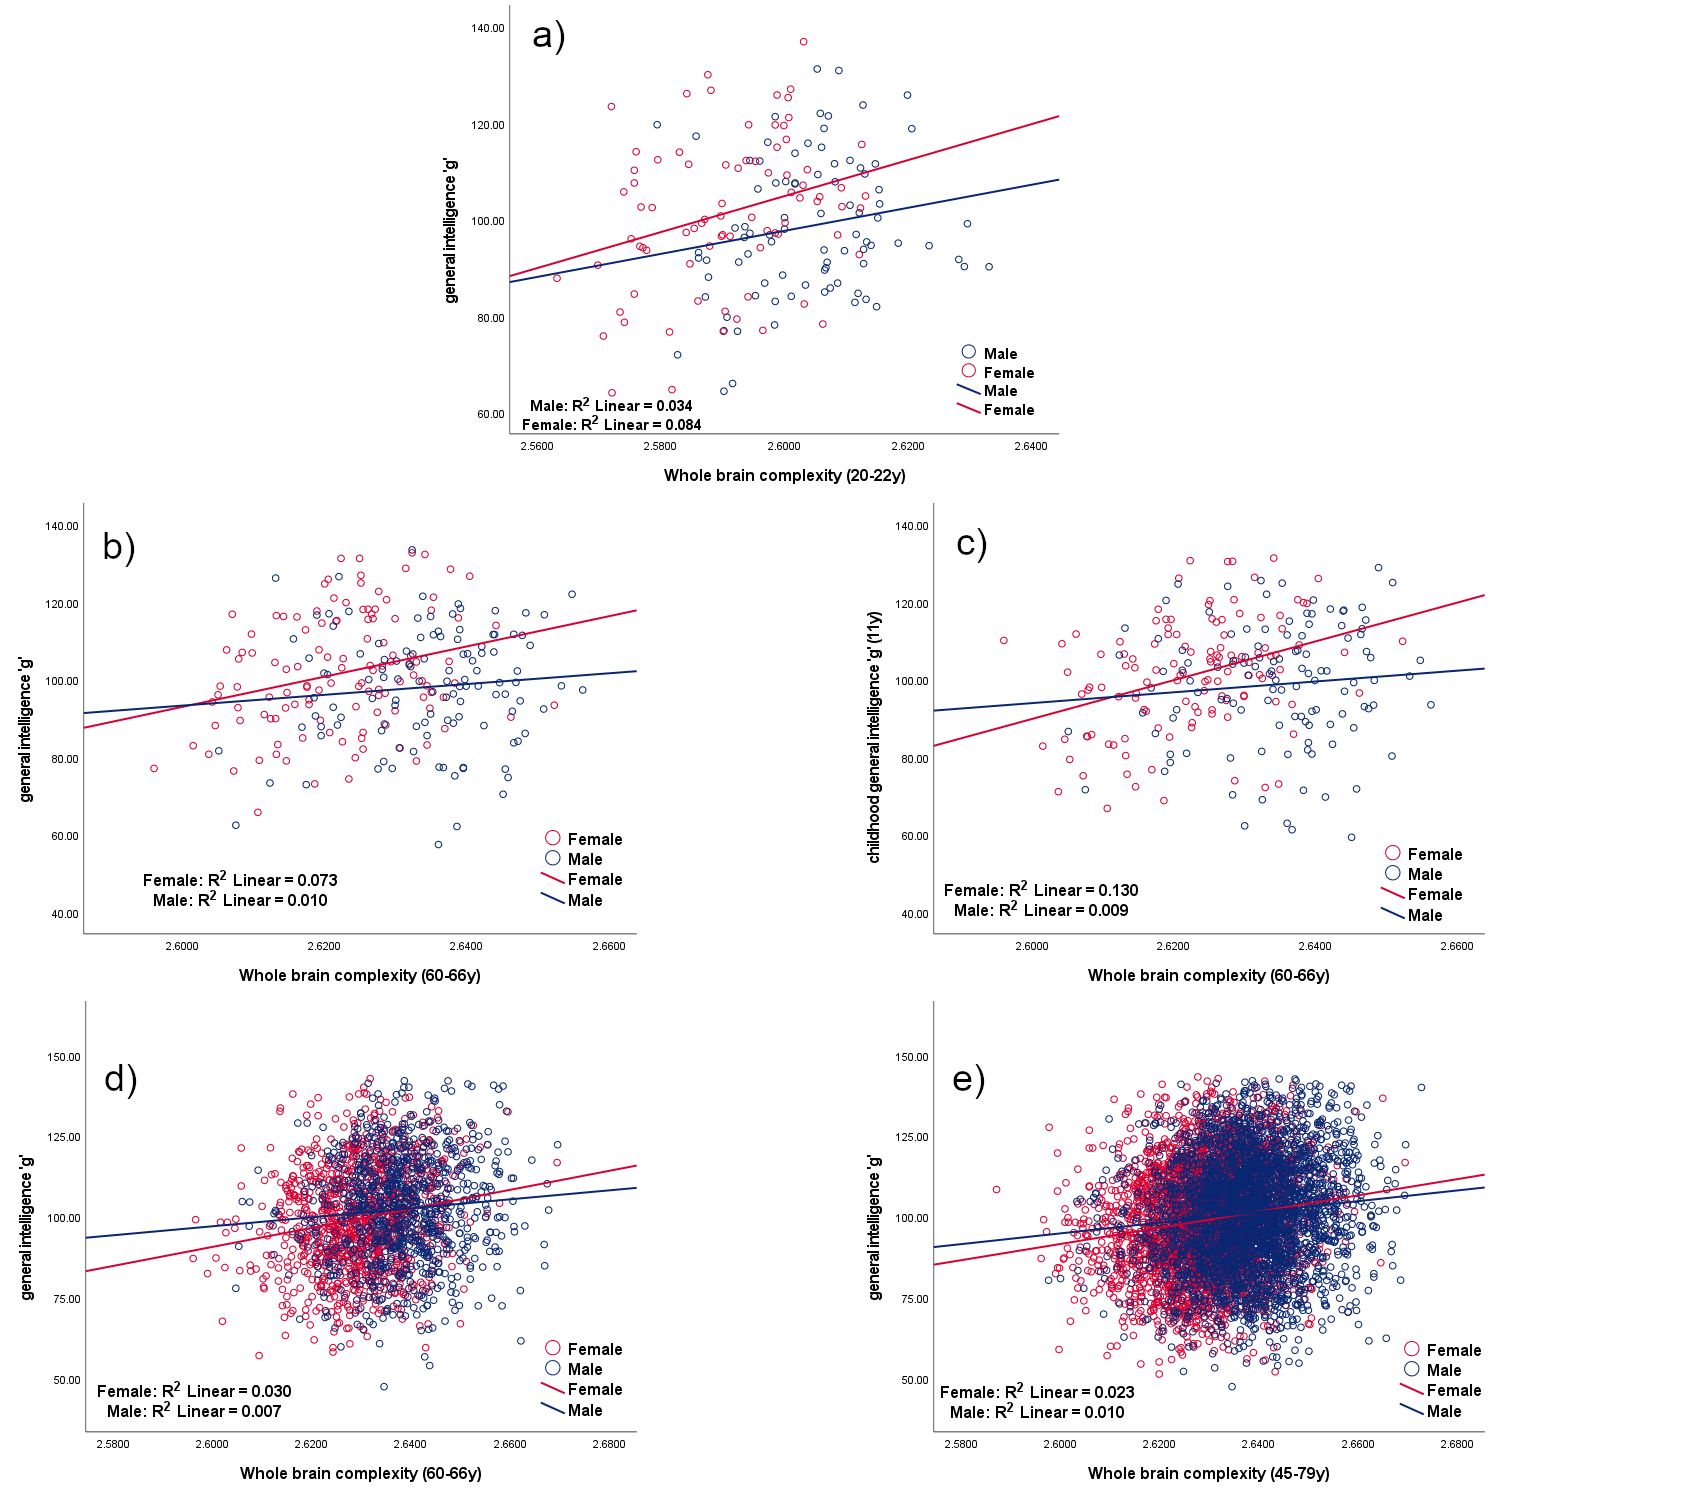 a)
140.00
120.00
100.00
80.00
60.00
general intelligence 'g'
Male
Female
Male
Female
Male: R2 Linear = 0.034
Female: R2 Linear = 0.084
2.5600 2.5800 2.6000 2.6200 2.6400
Whole brain complexity (20-22y)
b)
140.00
120.00
100.00
80.00
60.00
40.00
general intelligence 'g'
Female
Male
Female
Male
Female: R2 Linear = 0.073
Male: R2 Linear = 0.010
2.6000 2.6200 2.6400 2.6600
Whole brain complexity (60-66y)
c)
140.00
120.00
100.00
80.00
60.00
40.00
childhood general intelligence 'g' (11y)
Female
Male
Female
Male
Female: R2 Linear = 0.130
Male: R2 Linear = 0.009
2.6000 2.6200 2.6400 2.6600
Whole brain complexity (60-66y)
d)
150.00
125.00
100.00
75.00
50.00
general intelligence 'g'
Female
Male
Female
Male
Female: R2 Linear = 0.030
Male: R2 Linear = 0.007
2.5800 2.6000 2.6200 2.6400 2.6600 2.6800
Whole brain complexity (60-66y)
e)
150.00
125.00
100.00
75.00
50.00
general intelligence 'g'
Female
Male
Female
Male
Female: R2 Linear = 0.023
Male: R2 Linear = 0.010
2.5800 2.6000 2.6200 2.6400 2.6600 2.6800
Whole brain complexity (45-79y)